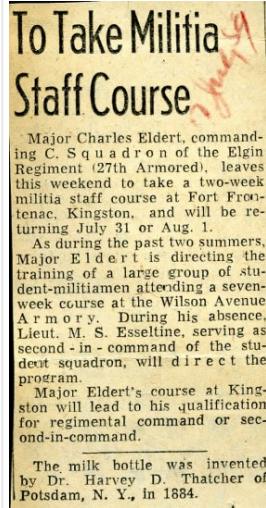 To Take Militia
Staff Course
Major Charles Eldert, command-
ing C. Squadron of the Elgin
Regiment (27th Armored), leaves
this weekend to take a two-week
militia staff course at Fort Fron-
tenac, Kingston, and will be re-
turning July 31 or Aug. 1.
As during the past two summers,
Major Eldert is directing the
training of a large group of stu-
dent-militiamen attending a seven-
week course at the Wilson Avenue
Armory. During his absence,
Lieut. M. S. Esseltine, serving as
second-in-command of the stu-
dent squadron, will direct the
program.
Major Eldert's course at King-
ston will lead to his qualification
for regimental command or sec-
ond-in-command.
The milk bottle was invented
by Dr. Harvey D. Thatcher of
Potsdam, N. Y., in 1884.